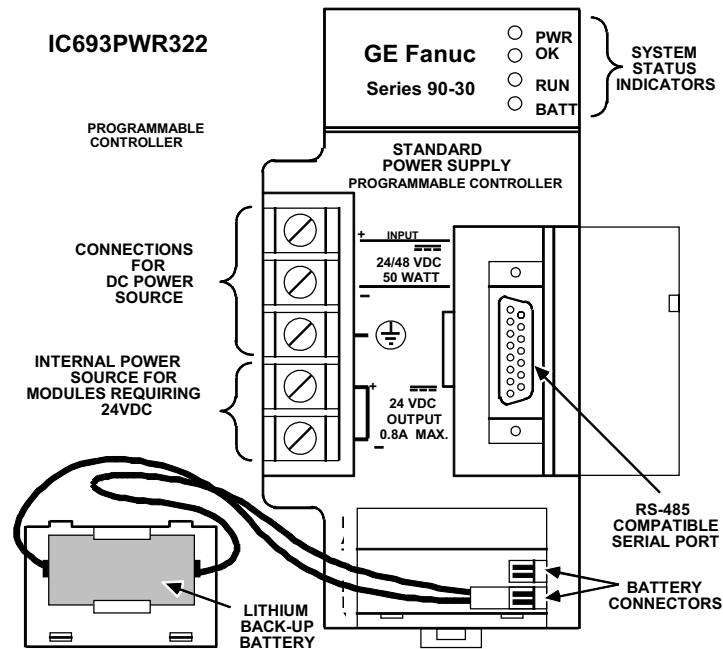 IC693PWR322
GE Fanuc
Series 90-30
PWR
OK
RUN
BATT
SYSTEM
STATUS
INDICATORS
PROGRAMMABLE
CONTROLLER
STANDARD
POWER SUPPLY
PROGRAMMABLE CONTROLLER
CONNECTIONS
FOR
DC POWER
SOURCE
+ INPUT
24/48 VDC
50 WATT
–
INTERNAL POWER
SOURCE FOR
MODULES REQUIRING
24VDC
+
24 VDC
OUTPUT
0.8A MAX.
–
RS-485
COMPATIBLE
SERIAL PORT
BATTERY
CONNECTORS
LITHIUM
BACK-UP
BATTERY